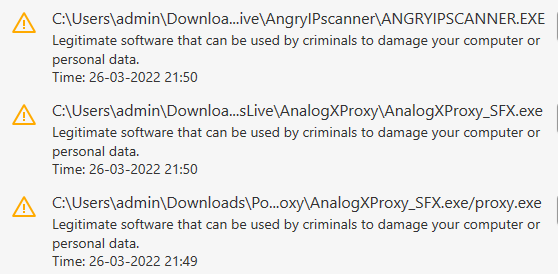 C:\Users\admin\Downloa...ive\AngryIPscanner\ANGRYIPSCANNER.EXE
Legitimate software that can be used by criminals to damage your computer or
personal data.
Time: 26-03-2022 21:50
C:\Users\admin\Downloa...sLive\AnalogXProxy\AnalogXProxy_SFX.exe
Legitimate software that can be used by criminals to damage your computer or
personal data.
Time: 26-03-2022 21:50
C:\Users\admin\Downloads\Po...oxy\AnalogXProxy_SFX.exe/proxy.exe
Legitimate software that can be used by criminals to damage your computer or
personal data.
Time: 26-03-2022 21:49